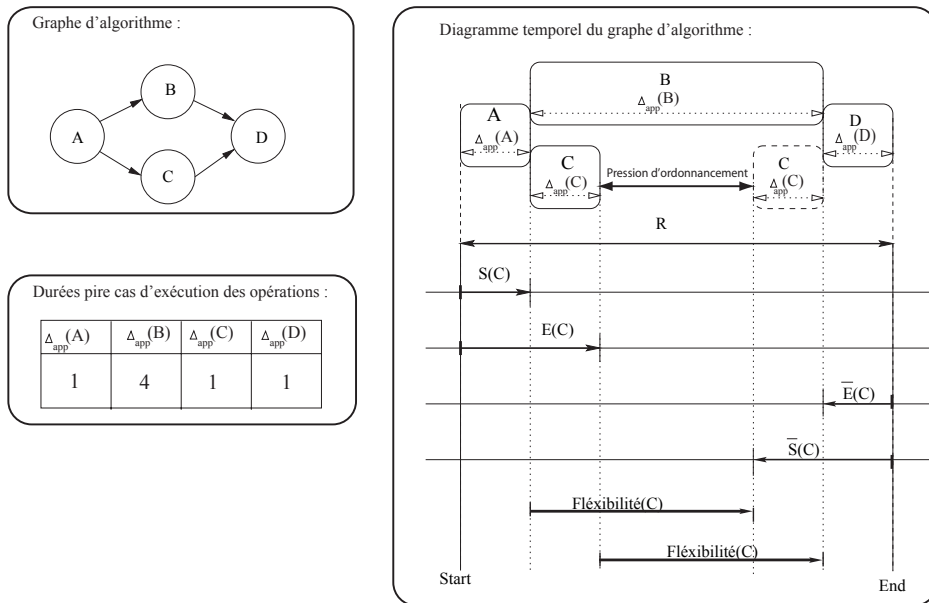 Graphe d'algorithme :
A
B
C
D
Durées pire cas d'exécution des opérations :
Δapp(A) Δapp(B) Δapp(C) Δapp(D)
1 4 1 1
Diagramme temporel du graphe d'algorithme :
B
Δapp(B)
A
Δapp(A)
D
Δapp(D)
C
Δapp(C)
Pression d'ordonnancement
C
Δapp(C)
R
S(C)
E(C)
E̅(C)
S̅(C)
Fléxibilité(C)
Fléxibilité(C)
Start
End